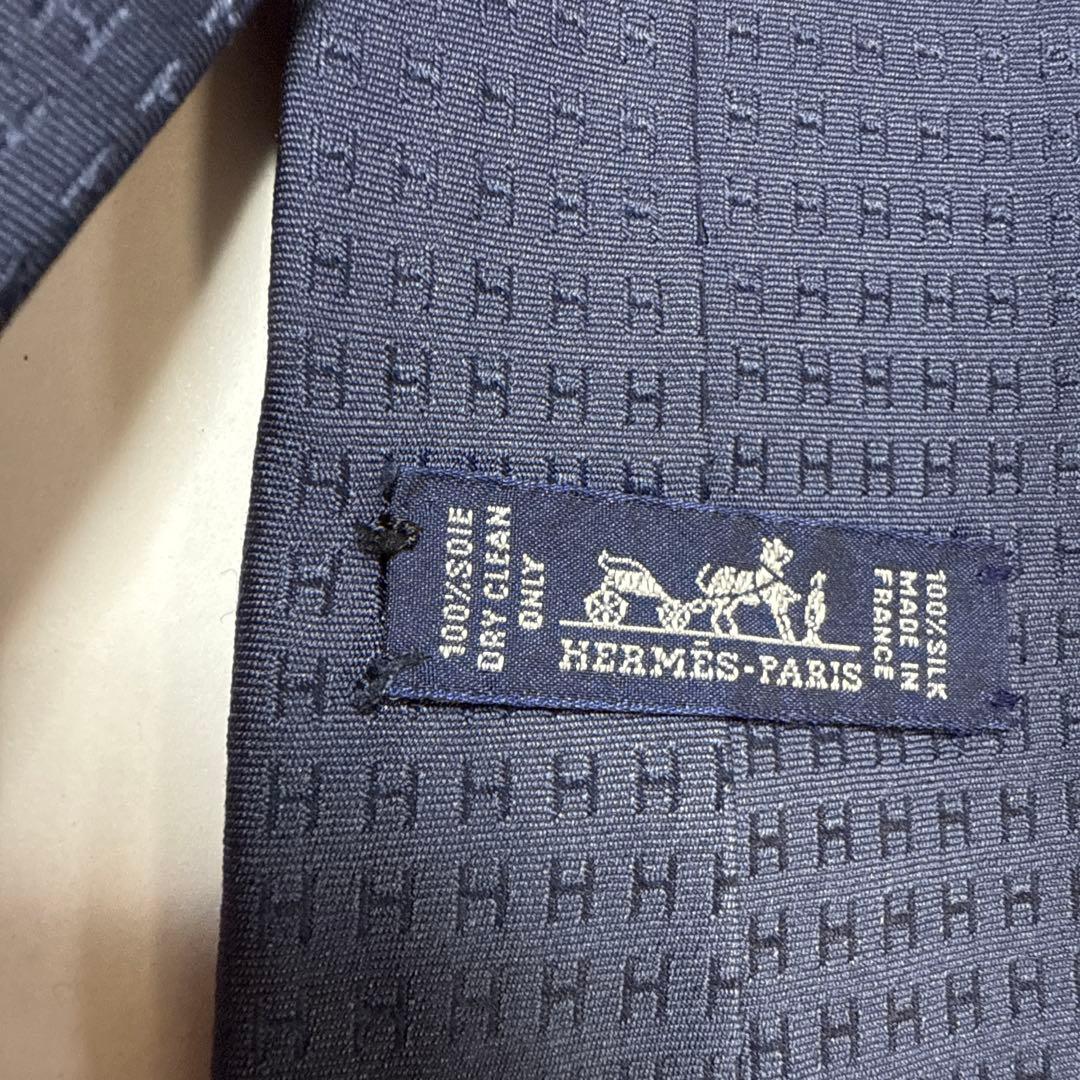 100%SOIE
DRY CLEAN
ONLY
HERMÈS-PARIS
100%SILK
MADE IN
FRANCE